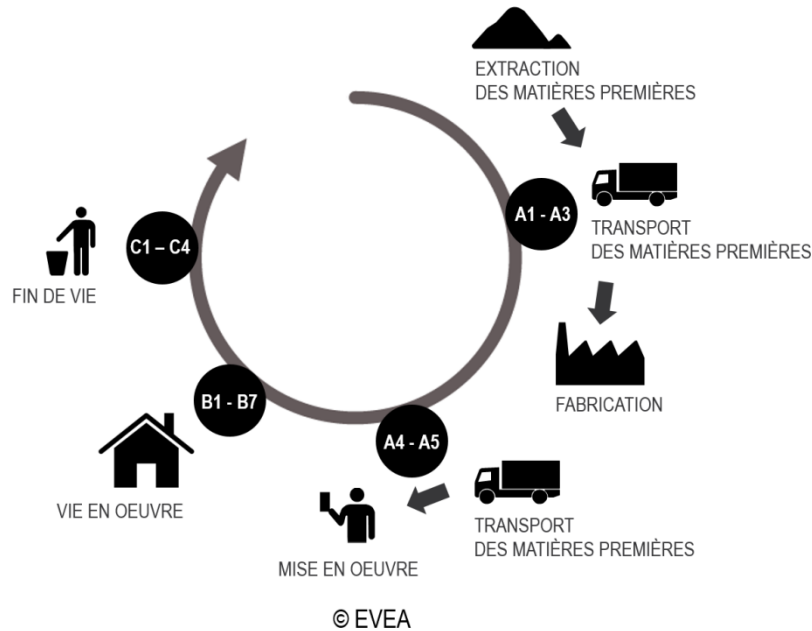 EXTRACTION
DES MATIÈRES PREMIÈRES
A1 - A3
TRANSPORT
DES MATIÈRES PREMIÈRES
FABRICATION
A4 - A5
TRANSPORT
DES MATIÈRES PREMIÈRES
MISE EN OEUVRE
B1 - B7
VIE EN OEUVRE
C1 – C4
FIN DE VIE
© EVEA